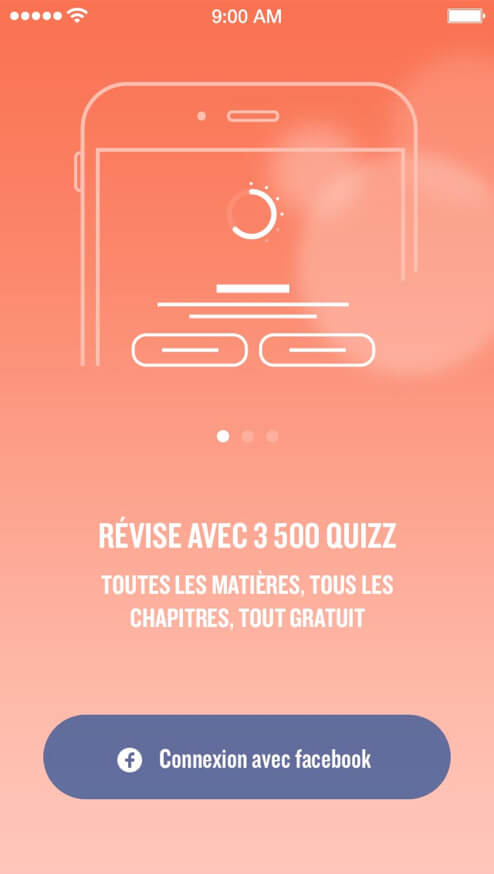 9:00 AM
RÉVISE AVEC 3 500 QUIZZ
TOUTES LES MATIÈRES, TOUS LES
CHAPITRES, TOUT GRATUIT
Connexion avec facebook